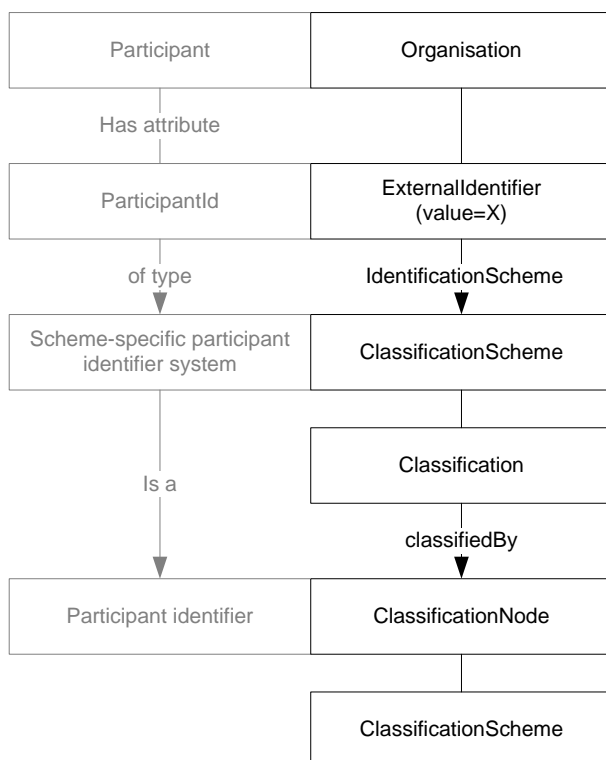 Participant
Organisation
Has attribute
ParticipantId
ExternalIdentifier
(value=X)
of type
IdentificationScheme
Scheme-specific participant
identifier system
ClassificationScheme
Classification
Is a
classifiedBy
Participant identifier
ClassificationNode
ClassificationScheme